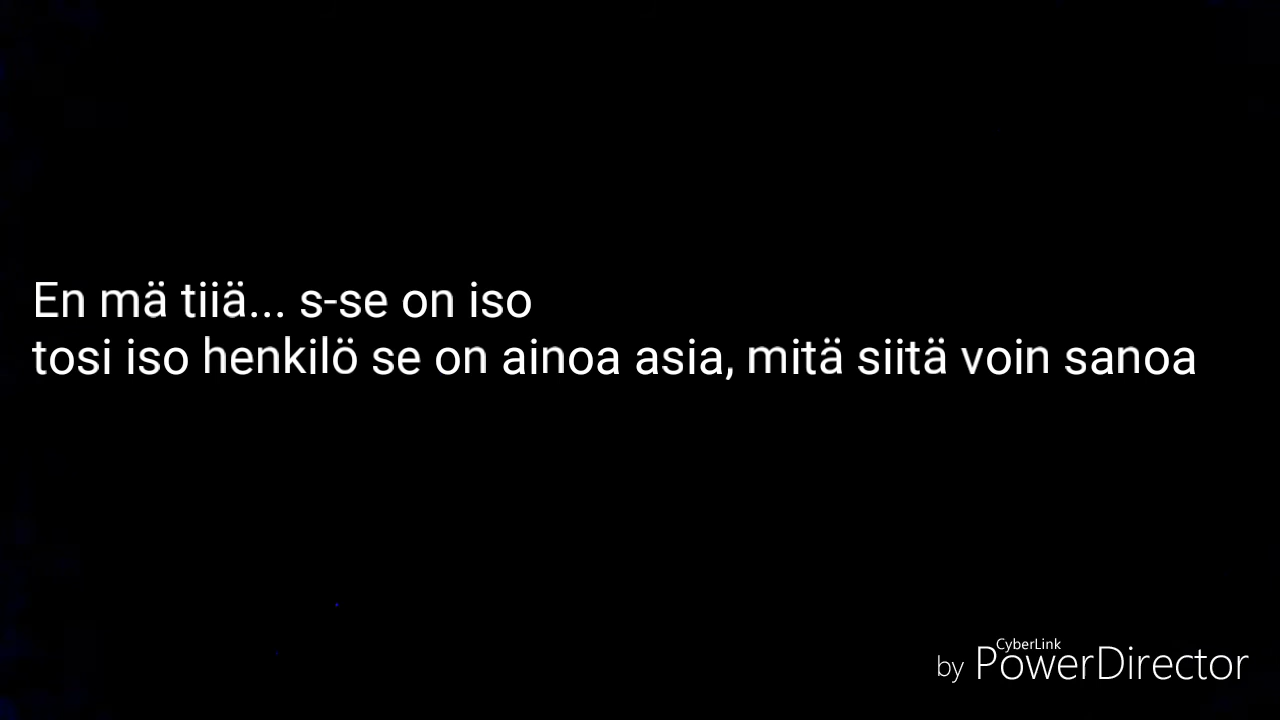 En mä tiiä... s-se on iso
tosi iso henkilö se on ainoa asia, mitä siitä voin sanoa
CyberLink
by PowerDirector